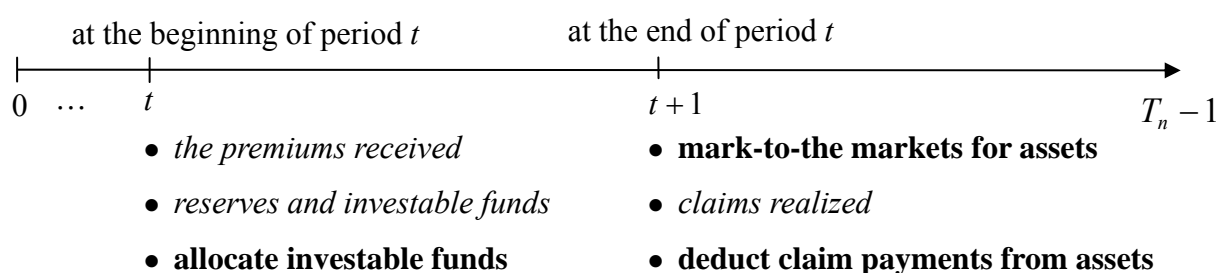 at the beginning of period t at the end of period t
0 … t t + 1 T_n − 1
• the premiums received • mark-to-the markets for assets
• reserves and investable funds • claims realized
• allocate investable funds • deduct claim payments from assets